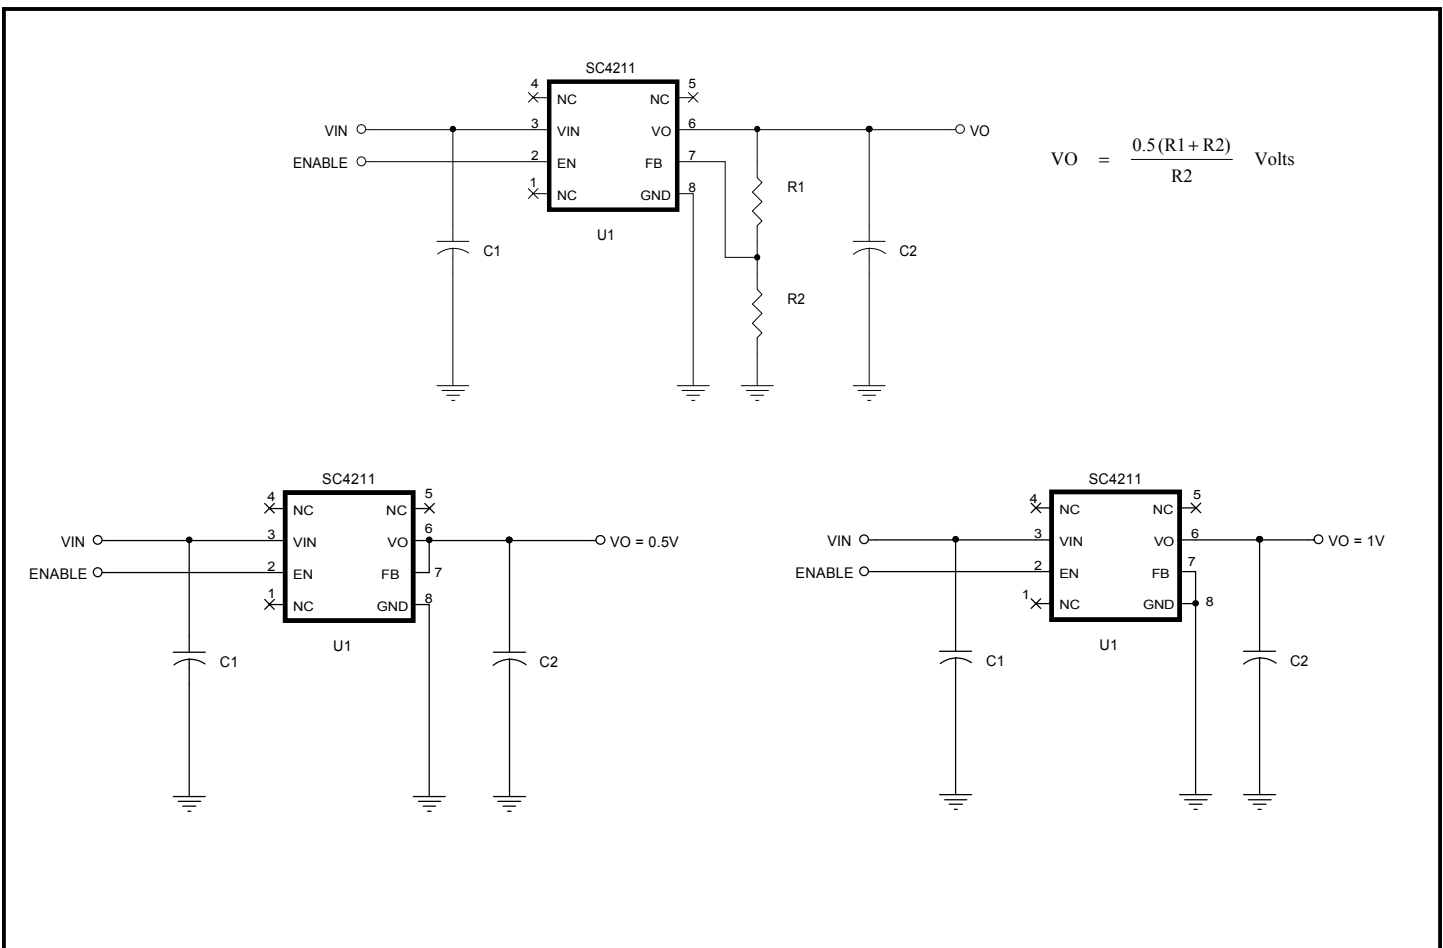 SC4211
4 NC NC 5
VIN 3 VIN VO 6 VO
ENABLE 2 EN FB 7
1 NC GND 8
U1
C1
R1
R2
C2
VO = 0.5(R1+R2) Volts
R2
SC4211
4 NC NC 5
VIN 3 VIN VO 6 VO = 0.5V
ENABLE 2 EN FB 7
1 NC GND 8
U1
C1
C2
SC4211
4 NC NC 5
VIN 3 VIN VO 6 VO = 1V
ENABLE 2 EN FB 7
1 NC GND 8
U1
C1
C2